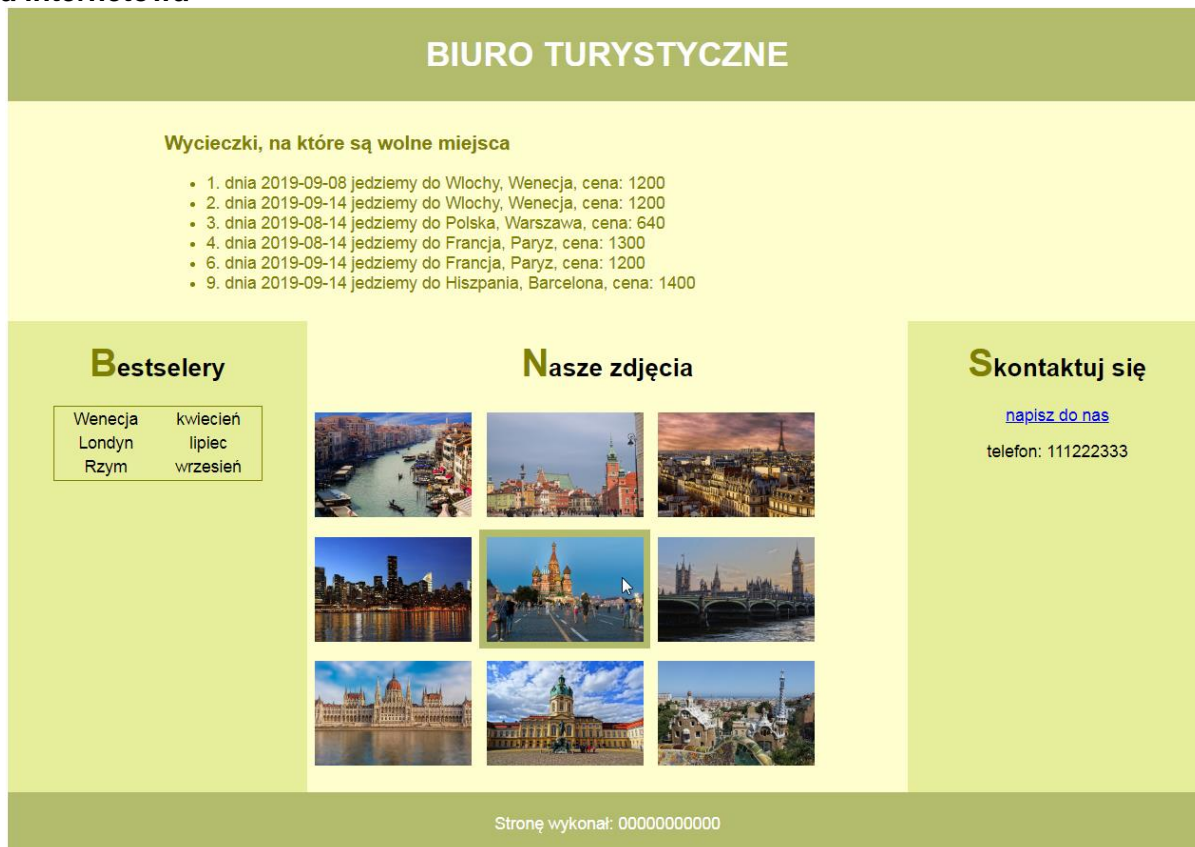 BIURO TURYSTYCZNE
Wycieczki, na które są wolne miejsca
1. dnia 2019-09-08 jedziemy do Wlochy, Wenecja, cena: 1200
2. dnia 2019-09-14 jedziemy do Wlochy, Wenecja, cena: 1200
3. dnia 2019-08-14 jedziemy do Polska, Warszawa, cena: 640
4. dnia 2019-08-14 jedziemy do Francja, Paryz, cena: 1300
6. dnia 2019-09-14 jedziemy do Francja, Paryz, cena: 1200
9. dnia 2019-09-14 jedziemy do Hiszpania, Barcelona, cena: 1400
Bestselery
Wenecja kwiecień
Londyn lipiec
Rzym wrzesień
Nasze zdjęcia
Skontaktuj się
napisz do nas
telefon: 111222333
Stronę wykonał: 00000000000